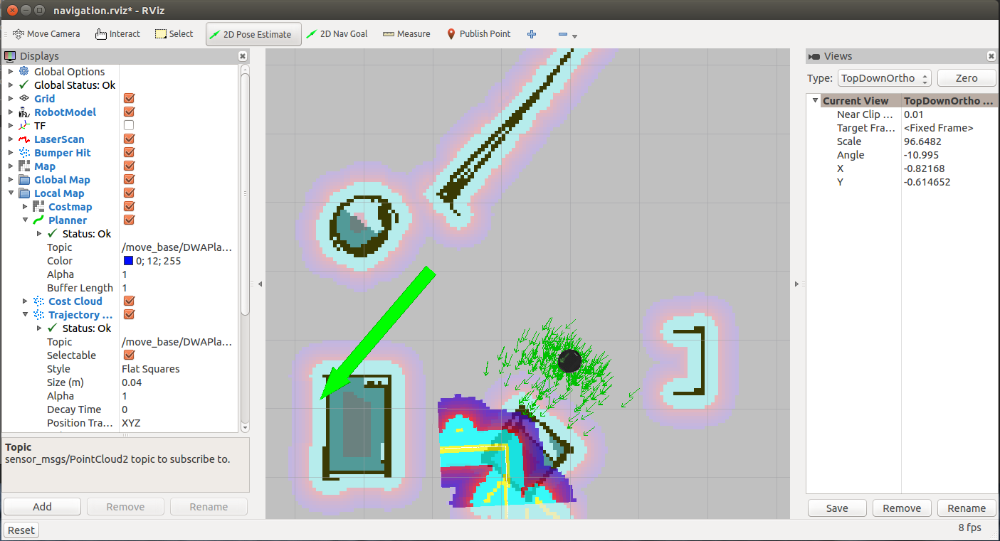 navigation.rviz* - RViz
Move Camera Interact Select 2D Pose Estimate 2D Nav Goal Measure Publish Point
Displays
Global Options
Global Status: Ok
Grid
RobotModel
TF
LaserScan
Bumper Hit
Map
Global Map
Local Map
Costmap
Planner
Status: Ok
Topic /move_base/DWAPla...
Color 0; 12; 255
Alpha 1
Buffer Length 1
Cost Cloud
Trajectory ...
Status: Ok
Topic /move_base/DWAPla...
Selectable
Style Flat Squares
Size (m) 0.04
Alpha 1
Decay Time 0
Position Tra... XYZ
Topic
sensor_msgs/PointCloud2 topic to subscribe to.
Add Remove Rename
Reset
Views
Type: TopDownOrtho Zero
Current View TopDownOrtho ...
Near Clip ... 0.01
Target Fra... <Fixed Frame>
Scale 96.6482
Angle -10.995
X -0.82168
Y -0.614652
Save Remove Rename
8 fps